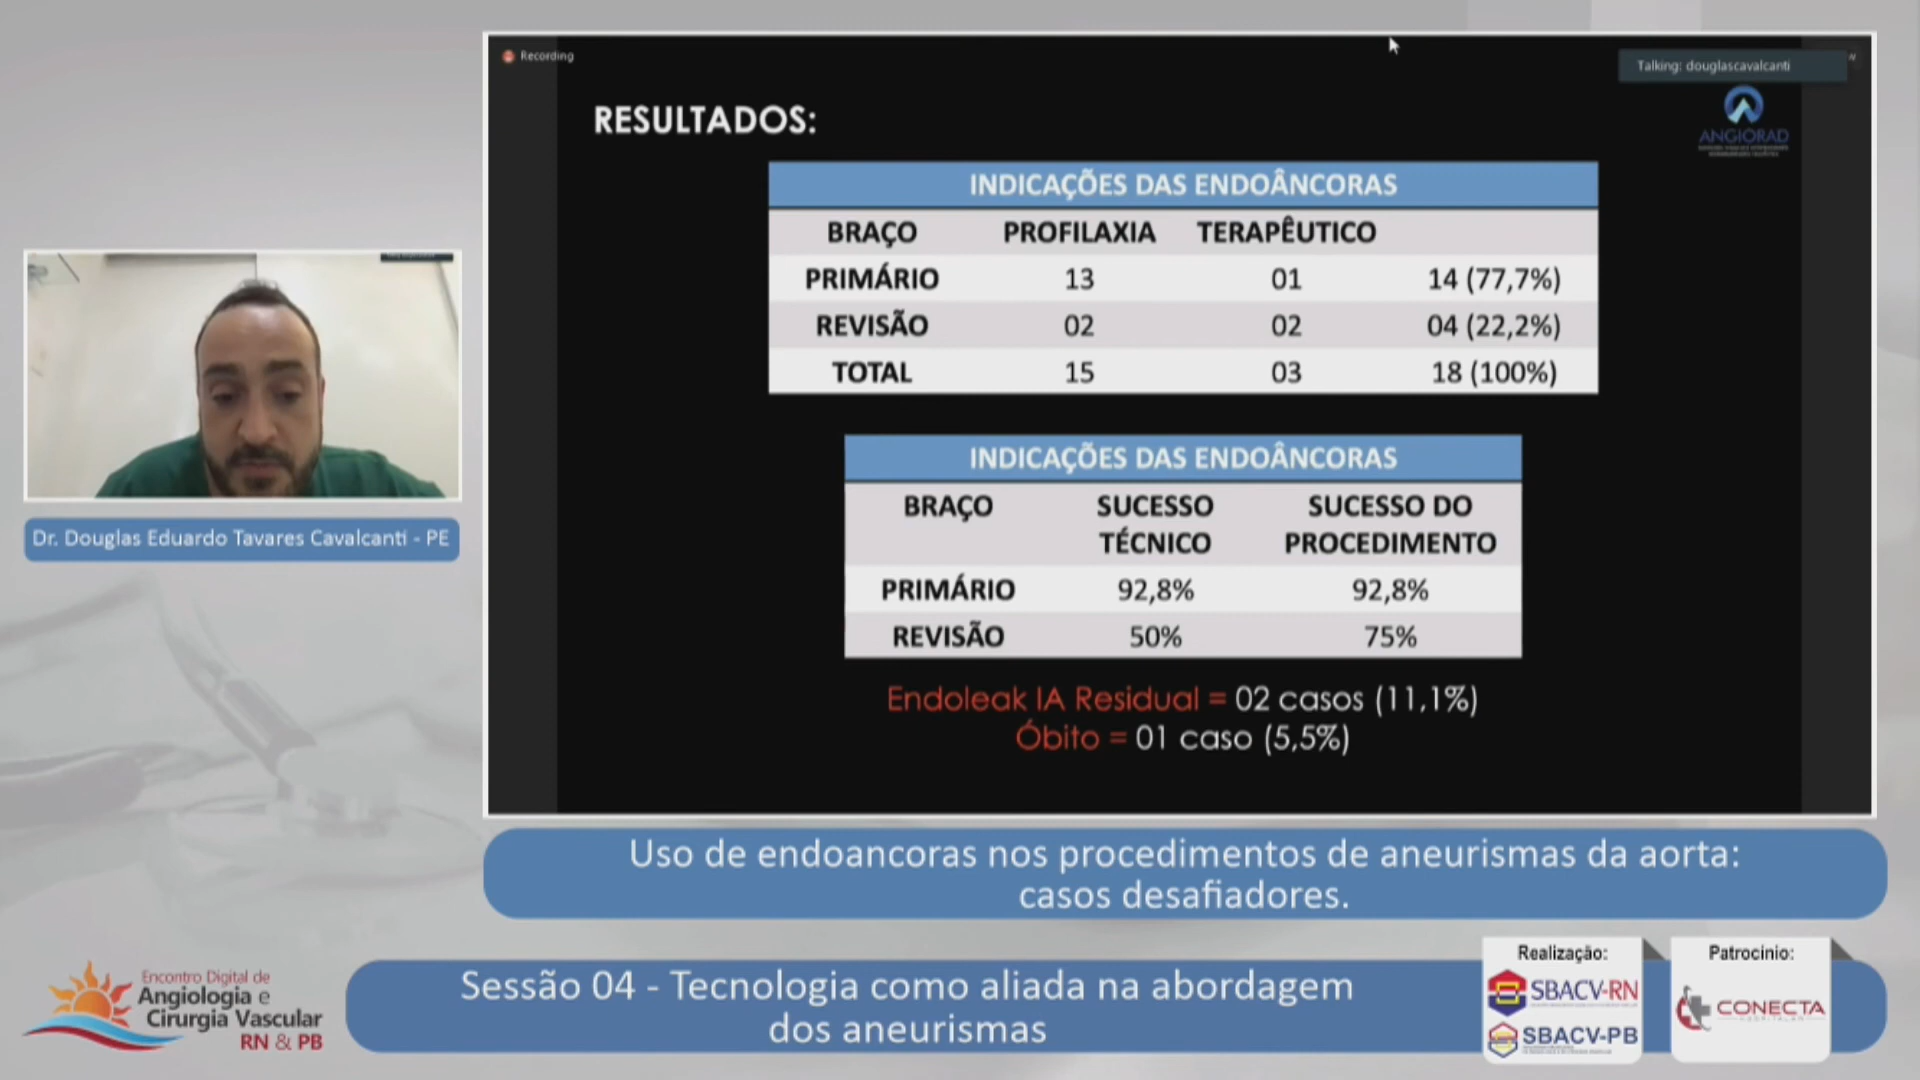 Recording
Talking: douglascavalcanti
RESULTADOS:
ANGIORAD
INDICAÇÕES DAS ENDOÂNCORAS
BRAÇO PROFILAXIA TERAPÊUTICO
PRIMÁRIO 13 01 14 (77,7%)
REVISÃO 02 02 04 (22,2%)
TOTAL 15 03 18 (100%)
INDICAÇÕES DAS ENDOÂNCORAS
BRAÇO SUCESSO TÉCNICO SUCESSO DO PROCEDIMENTO
PRIMÁRIO 92,8% 92,8%
REVISÃO 50% 75%
Endoleak IA Residual = 02 casos (11,1%)
Óbito = 01 caso (5,5%)
Dr. Douglas Eduardo Tavares Cavalcanti - PE
Uso de endoancoras nos procedimentos de aneurismas da aorta:
casos desafiadores.
Encontro Digital de
Angiologia e
Cirurgia Vascular
RN & PB
Sessão 04 - Tecnologia como aliada na abordagem
dos aneurismas
Realização:
SBACV-RN
SBACV-PB
Patrocinio:
CONECTA